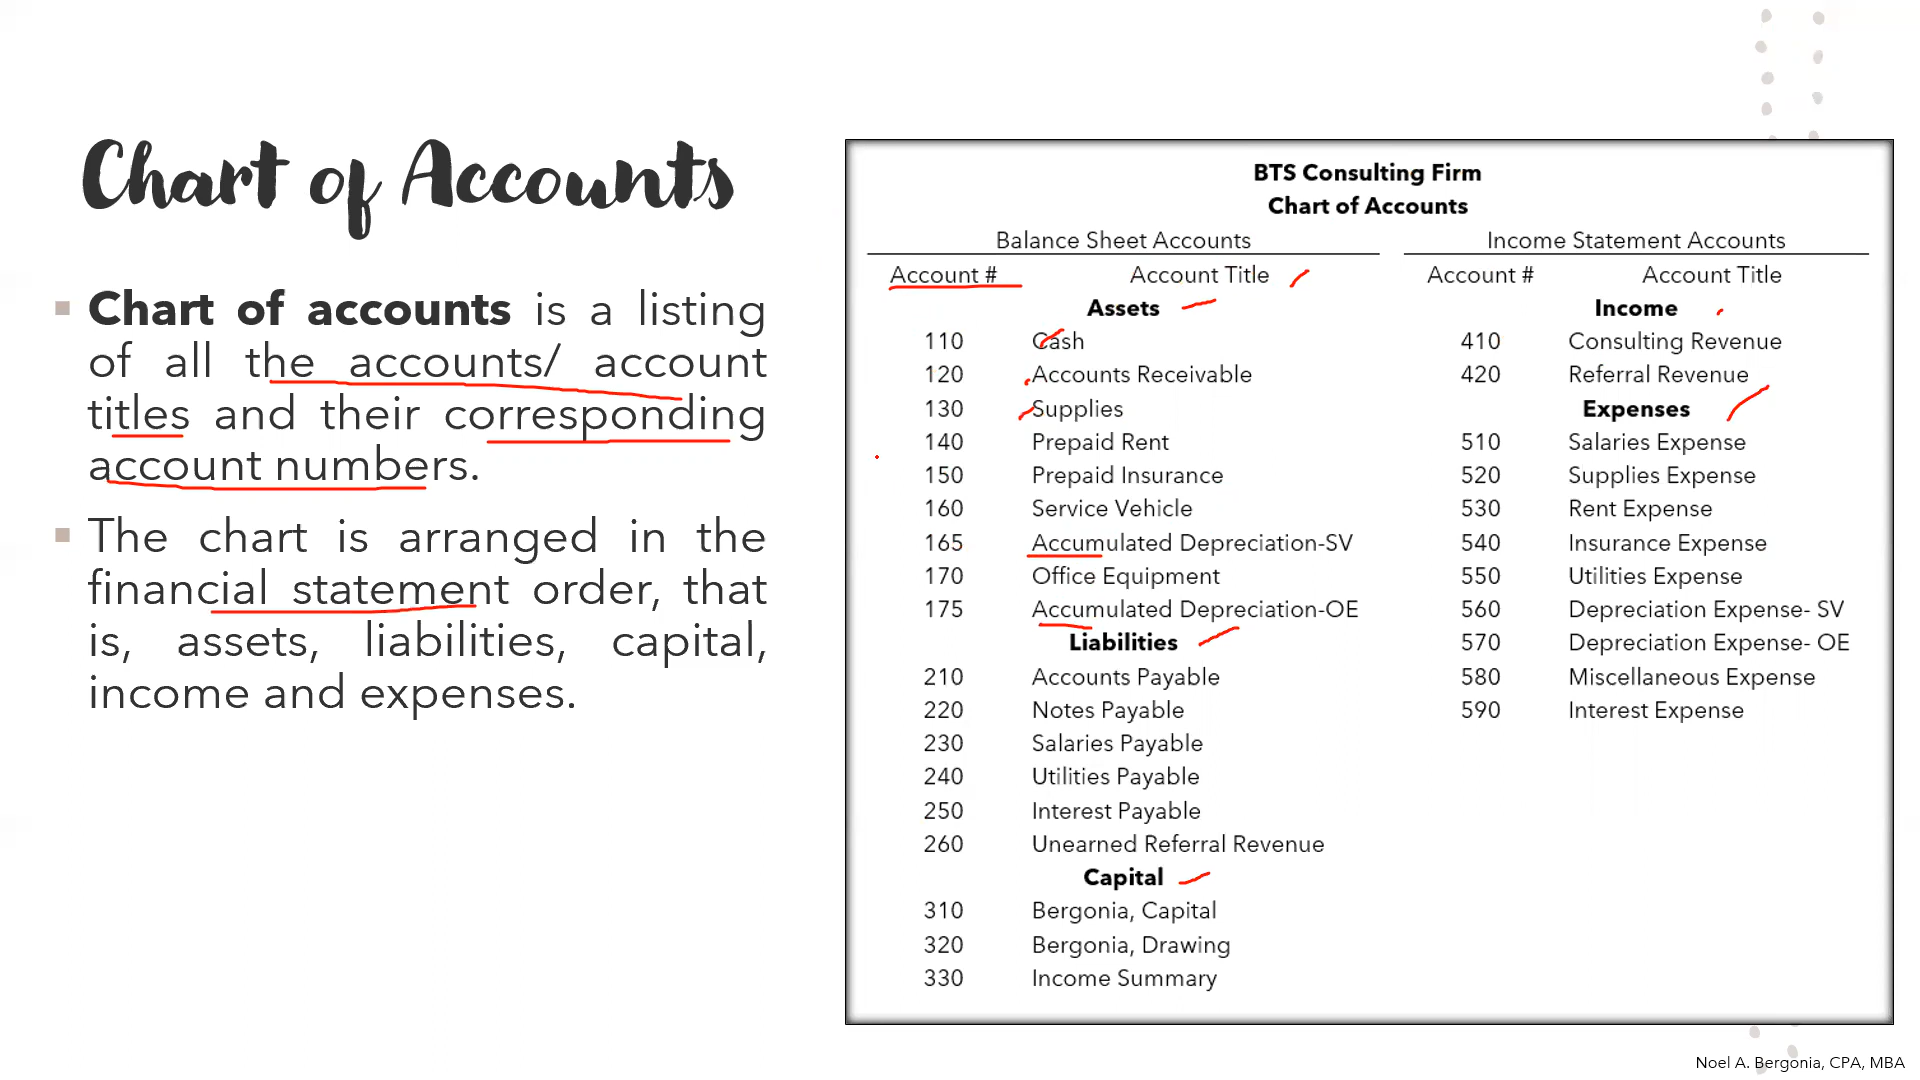 Chart of Accounts
Chart of accounts is a listing
of all the accounts/ account
titles and their corresponding
account numbers.
The chart is arranged in the
financial statement order, that
is, assets, liabilities, capital,
income and expenses.
BTS Consulting Firm
Chart of Accounts
Balance Sheet Accounts
Account # Account Title
Assets
110 Cash
120 Accounts Receivable
130 Supplies
140 Prepaid Rent
150 Prepaid Insurance
160 Service Vehicle
165 Accumulated Depreciation-SV
170 Office Equipment
175 Accumulated Depreciation-OE
Liabilities
210 Accounts Payable
220 Notes Payable
230 Salaries Payable
240 Utilities Payable
250 Interest Payable
260 Unearned Referral Revenue
Capital
310 Bergonia, Capital
320 Bergonia, Drawing
330 Income Summary
Income Statement Accounts
Account # Account Title
Income
410 Consulting Revenue
420 Referral Revenue
Expenses
510 Salaries Expense
520 Supplies Expense
530 Rent Expense
540 Insurance Expense
550 Utilities Expense
560 Depreciation Expense- SV
570 Depreciation Expense- OE
580 Miscellaneous Expense
590 Interest Expense
Noel A. Bergonia, CPA, MBA